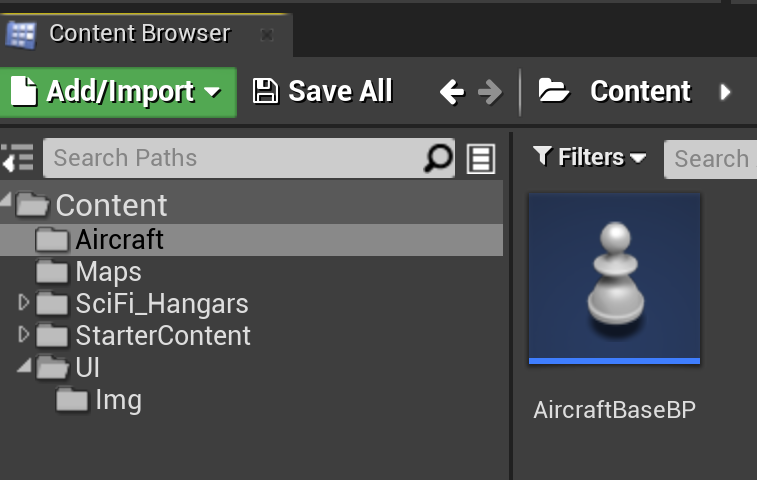 Content Browser
Add/Import Save All Content
Search Paths
Filters Search
Content
Aircraft
Maps
SciFi_Hangars
StarterContent
UI
Img
AircraftBaseBP